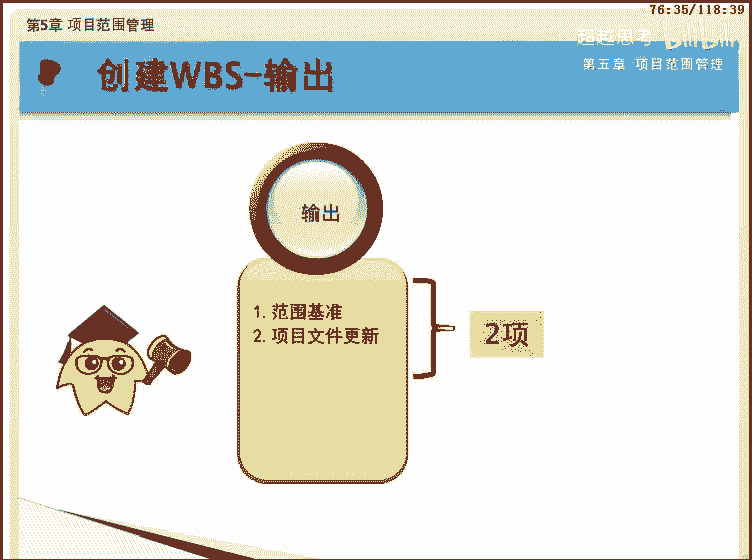 76:35/118:39
第5章 项目范围管理
超越思考 bilibili
创建WBS-输出
第五章 项目范围管理
输出
1. 范围基准
2. 项目文件更新
2项